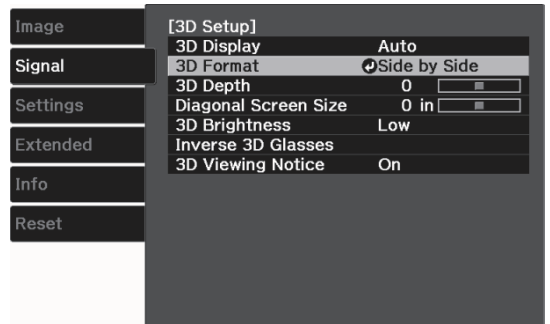 Image
Signal
Settings
Extended
Info
Reset
[3D Setup]
3D Display Auto
3D Format Side by Side
3D Depth 0
Diagonal Screen Size 0 in
3D Brightness Low
Inverse 3D Glasses
3D Viewing Notice On